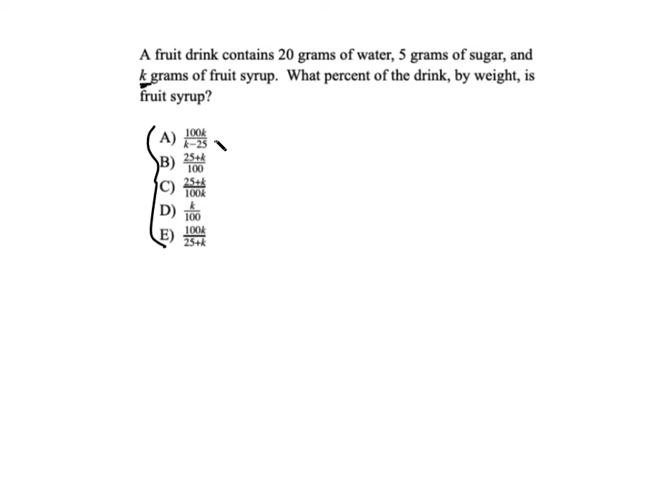 A fruit drink contains 20 grams of water, 5 grams of sugar, and
k grams of fruit syrup. What percent of the drink, by weight, is
fruit syrup?
A) 100k/k−25
B) 25+k/100
C) 25+k/100k
D) k/100
E) 100k/25+k